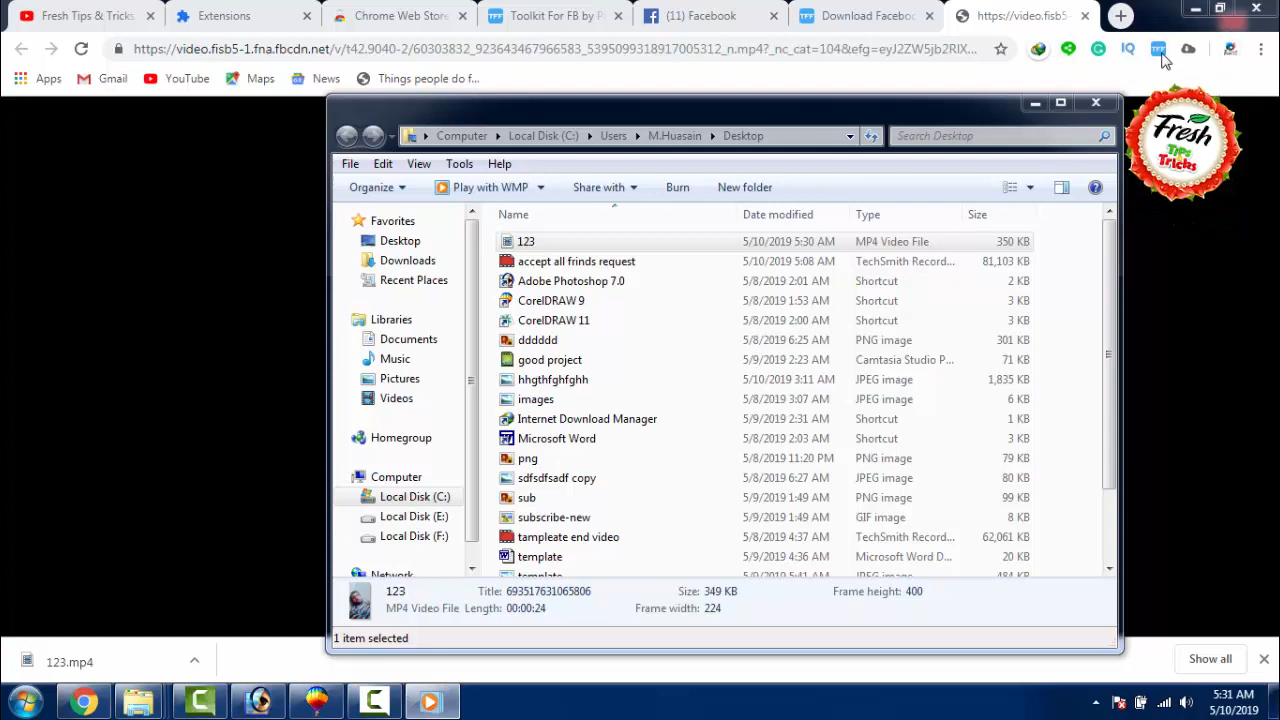 Fresh Tips & Tricks
Extensions
Chrome Web Store
TFF Toolkit For FB by P
(11) Facebook
TFF Download Facebook
https://video.fisb5
https://video.fisb5-1.fna.fbcdn.net/v/t42.9040-2/60303352_923643467966583_5395099318917005312_n.mp4?_nc_cat=104&efg=eyJ2ZW5jb2RlX...
IQ
TFF
Apps
Gmail
YouTube
Maps
News
Things people do f...
Fresh
Tips
Tricks
Computer
Local Disk (C:)
Users
M.Huasain
Desktop
Search Desktop
File Edit View Tools Help
Organize
Play with WMP
Share with
Burn
New folder
Name Date modified Type Size
Favorites
Desktop
Downloads
Recent Places
Libraries
Documents
Music
Pictures
Videos
Homegroup
Computer
Local Disk (C:)
Local Disk (E:)
Local Disk (F:)
Network
123 5/10/2019 5:30 AM MP4 Video File 350 KB
accept all frinds request 5/10/2019 5:08 AM TechSmith Record... 81,103 KB
Adobe Photoshop 7.0 5/8/2019 2:01 AM Shortcut 2 KB
CorelDRAW 9 5/8/2019 1:53 AM Shortcut 3 KB
CorelDRAW 11 5/8/2019 2:00 AM Shortcut 3 KB
dddddd 5/8/2019 6:25 AM PNG image 301 KB
good project 5/9/2019 2:23 AM Camtasia Studio P... 71 KB
hhgthfghfghh 5/10/2019 3:11 AM JPEG image 1,835 KB
images 5/8/2019 3:07 AM JPEG image 6 KB
Internet Download Manager 5/9/2019 2:31 AM Shortcut 1 KB
Microsoft Word 5/8/2019 2:03 AM Shortcut 3 KB
png 5/8/2019 11:20 PM PNG image 79 KB
sdfsdfsadf copy 5/8/2019 6:27 AM JPEG image 80 KB
sub 5/9/2019 1:49 AM PNG image 99 KB
subscribe-new 5/9/2019 1:49 AM GIF image 8 KB
tampleate end video 5/8/2019 4:37 AM TechSmith Record... 62,061 KB
template 5/9/2019 4:36 AM Microsoft Word D... 20 KB
template 5/9/2019 5:41 AM JPEG image 484 KB
123 Title: 693517631065806 Size: 349 KB Frame height: 400
MP4 Video File Length: 00:00:24 Frame width: 224
1 item selected
123.mp4
Show all
5:31 AM
5/10/2019